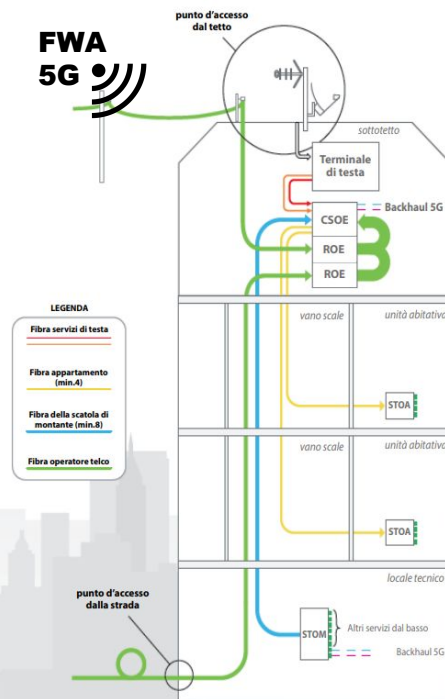 punto d'accesso
dal tetto
FWA
5G
sottotetto
Terminale
di testa
CSOE
Backhaul 5G
ROE
ROE
LEGENDA
Fibra servizi di testa
Fibra appartamento
(min.4)
Fibra della scatola di
montante (min.8)
Fibra operatore telco
vano scale
unità abitativa
STOA
vano scale
unità abitativa
STOA
locale tecnico
punto d'accesso
dalla strada
STOM
Altri servizi dal basso
Backhaul 5G